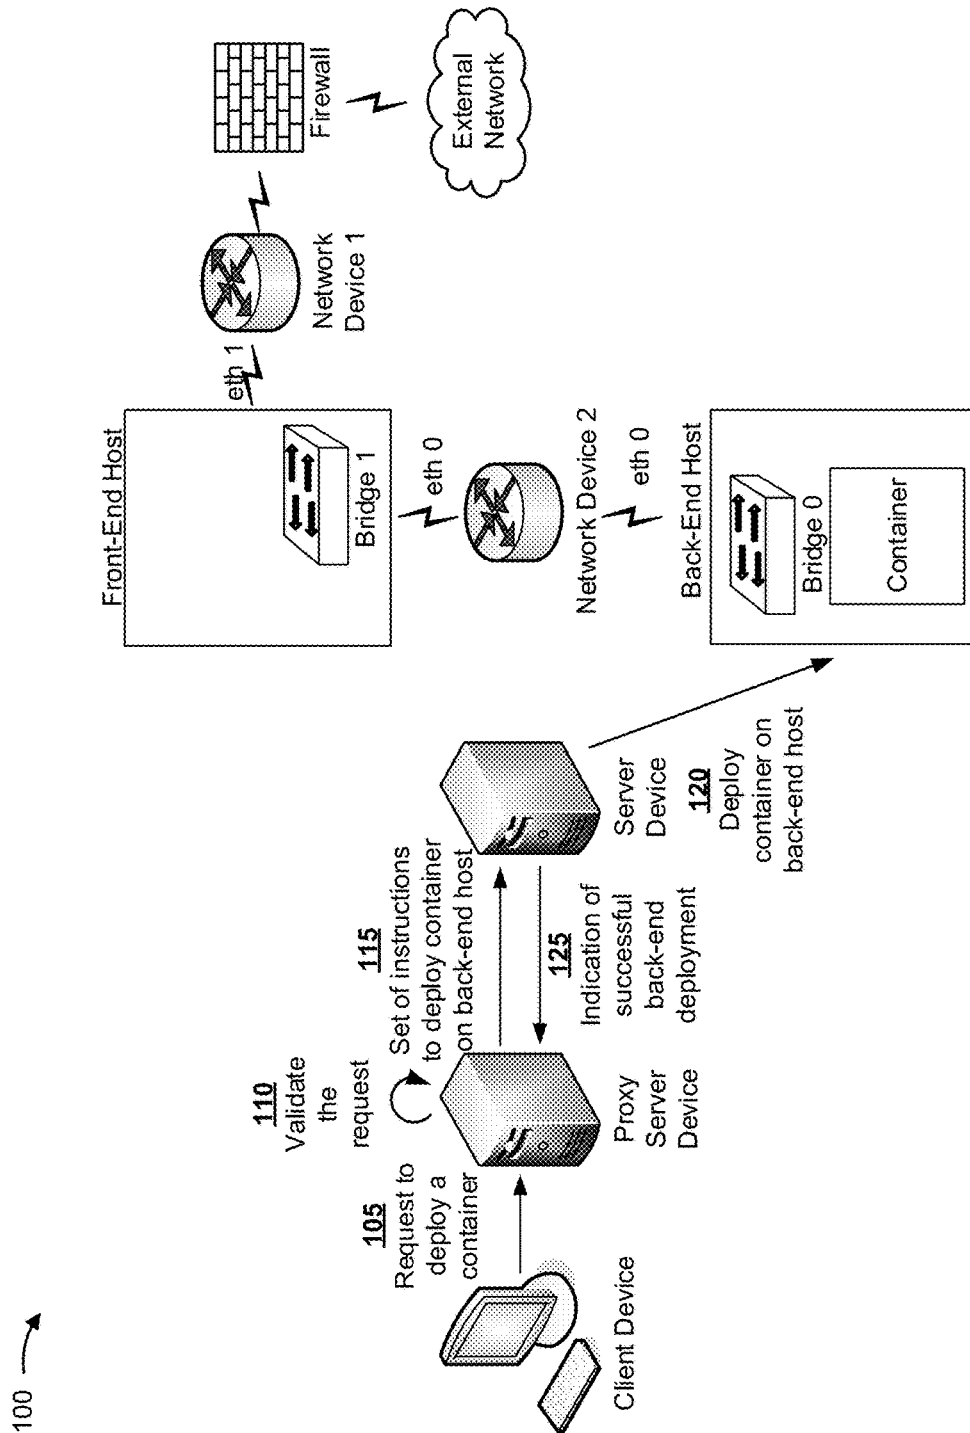 100
105
Request to
deploy a
container
Client Device
110
Validate
the
request
Proxy
Server
Device
115
Set of instructions
to deploy container
on back-end host
125
Indication of
successful
back-end
deployment
Server
Device
120
Deploy
container on
back-end host
Front-End Host
Bridge 1
eth 1
eth 0
Network Device 2
eth 0
Back-End Host
Bridge 0
Container
Network
Device 1
Firewall
External
Network